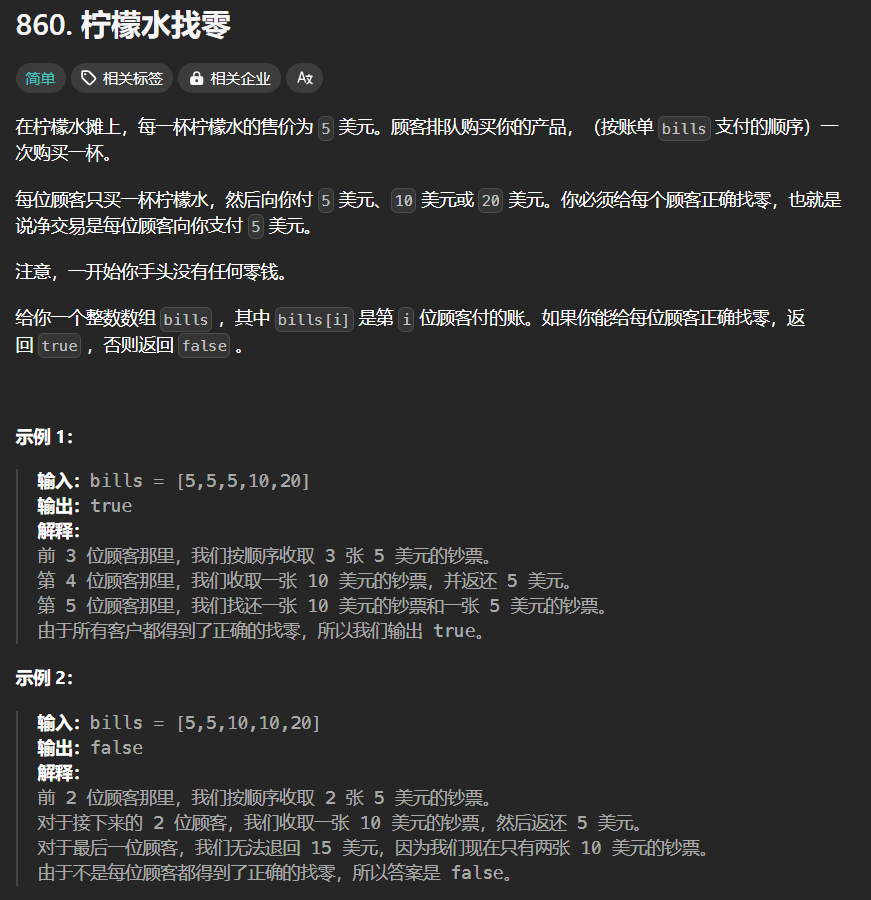 860. 柠檬水找零
简单 相关标签 相关企业 Ax
在柠檬水摊上，每一杯柠檬水的售价为 5 美元。顾客排队购买你的产品，（按账单 bills 支付的顺序）一
次购买一杯。
每位顾客只买一杯柠檬水，然后向你付 5 美元、10 美元或 20 美元。你必须给每个顾客正确找零，也就是
说净交易是每位顾客向你支付 5 美元。
注意，一开始你手头没有任何零钱。
给你一个整数数组 bills ，其中 bills[i] 是第 i 位顾客付的账。如果你能给每位顾客正确找零，返
回 true ，否则返回 false 。
示例 1：
输入：bills = [5,5,5,10,20]
输出：true
解释：
前 3 位顾客那里，我们按顺序收取 3 张 5 美元的钞票。
第 4 位顾客那里，我们收取一张 10 美元的钞票，并返还 5 美元。
第 5 位顾客那里，我们找还一张 10 美元的钞票和一张 5 美元的钞票。
由于所有客户都得到了正确的找零，所以我们输出 true。
示例 2：
输入：bills = [5,5,10,10,20]
输出：false
解释：
前 2 位顾客那里，我们按顺序收取 2 张 5 美元的钞票。
对于接下来的 2 位顾客，我们收取一张 10 美元的钞票，然后返还 5 美元。
对于最后一位顾客，我们无法退回 15 美元，因为我们现在只有两张 10 美元的钞票。
由于不是每位顾客都得到了正确的找零，所以答案是 false。